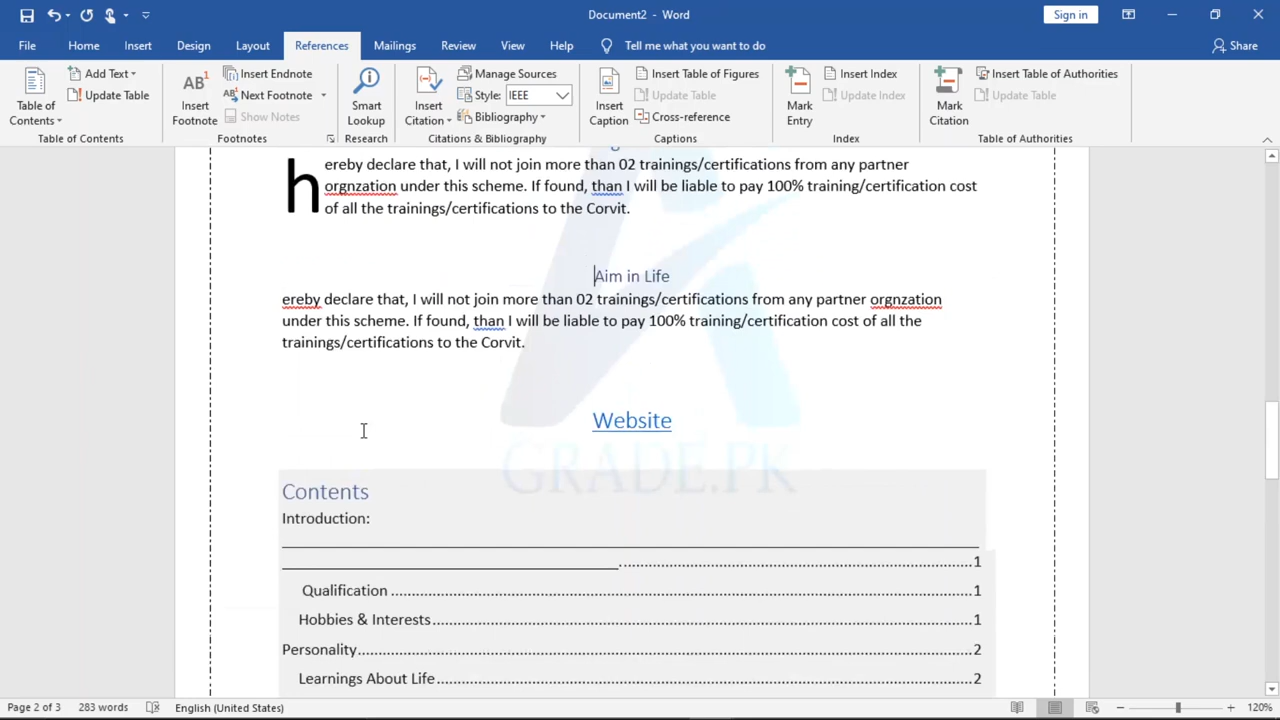 Document2 - Word
Sign in
File Home Insert Design Layout References Mailings Review View Help Tell me what you want to do Share
Table of Contents
Add Text
Update Table
Table of Contents
AB1
Insert Footnote
Insert Endnote
Next Footnote
Show Notes
Footnotes
Smart Lookup
Research
Insert Citation
Manage Sources
Style: IEEE
Bibliography
Citations & Bibliography
Insert Caption
Insert Table of Figures
Update Table
Cross-reference
Captions
Mark Entry
Insert Index
Update Index
Index
Mark Citation
Insert Table of Authorities
Update Table
Table of Authorities
hereby declare that, I will not join more than 02 trainings/certifications from any partner
orgnzation under this scheme. If found, than I will be liable to pay 100% training/certification cost
of all the trainings/certifications to the Corvit.
Aim in Life
ereby declare that, I will not join more than 02 trainings/certifications from any partner orgnzation
under this scheme. If found, than I will be liable to pay 100% training/certification cost of all the
trainings/certifications to the Corvit.
Website
GRADE.PK
Contents
Introduction:
1
Qualification 1
Hobbies & Interests 1
Personality 2
Learnings About Life 2
Page 2 of 3 283 words English (United States) 120%